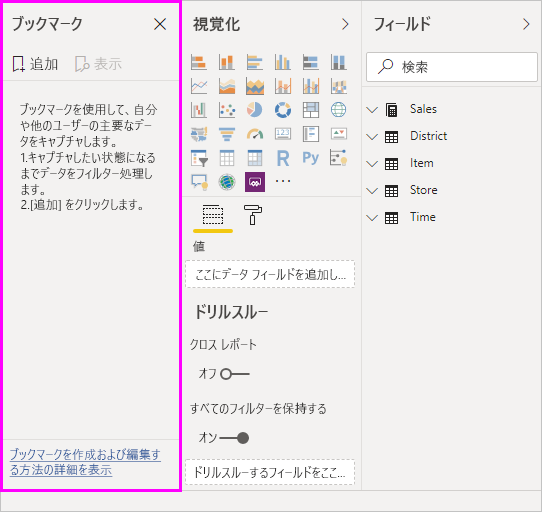 ブックマーク
追加
表示
ブックマークを使用して、自分
や他のユーザーの主要なデー
タをキャプチャします。
1.キャプチャしたい状態になる
までデータをフィルター処理し
ます。
2.[追加] をクリックします。
ブックマークを作成および編集す
る方法の詳細を表示
視覚化
123
R
Py
値
ここにデータ フィールドを追加し...
ドリルスルー
クロス レポート
オフ
すべてのフィルターを保持する
オン
ドリルスルーするフィールドをここ...
フィールド
検索
Sales
District
Item
Store
Time